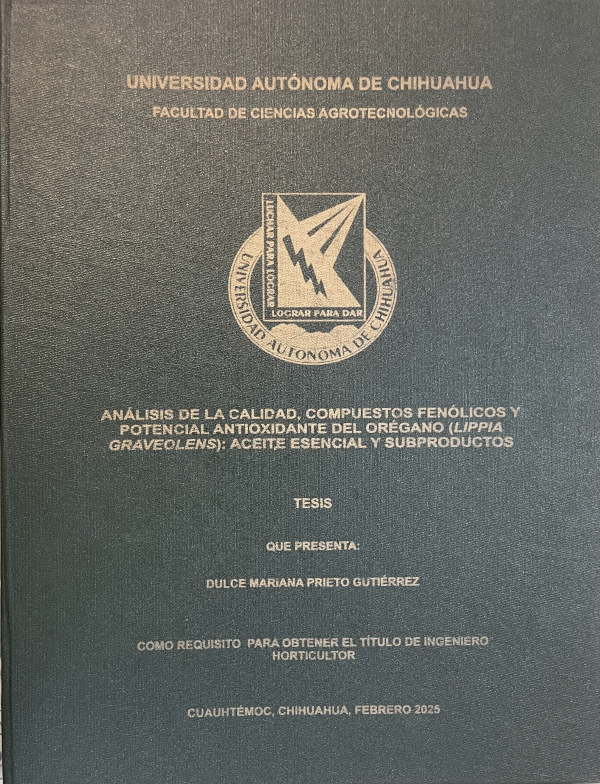 UNIVERSIDAD AUTÓNOMA DE CHIHUAHUA
FACULTAD DE CIENCIAS AGROTECNOLÓGICAS
LUCHAR PARA LOGRAR
LOGRAR PARA DAR
UNIVERSIDAD AUTONOMA DE CHIHUAHUA
ANÁLISIS DE LA CALIDAD, COMPUESTOS FENÓLICOS Y
POTENCIAL ANTIOXIDANTE DEL ORÉGANO (LIPPIA
GRAVEOLENS): ACEITE ESENCIAL Y SUBPRODUCTOS
TESIS
QUE PRESENTA:
DULCE MARIANA PRIETO GUTIÉRREZ
COMO REQUISITO PARA OBTENER EL TÍTULO DE INGENIERO
HORTICULTOR
CUAUHTÉMOC, CHIHUAHUA, FEBRERO 2025